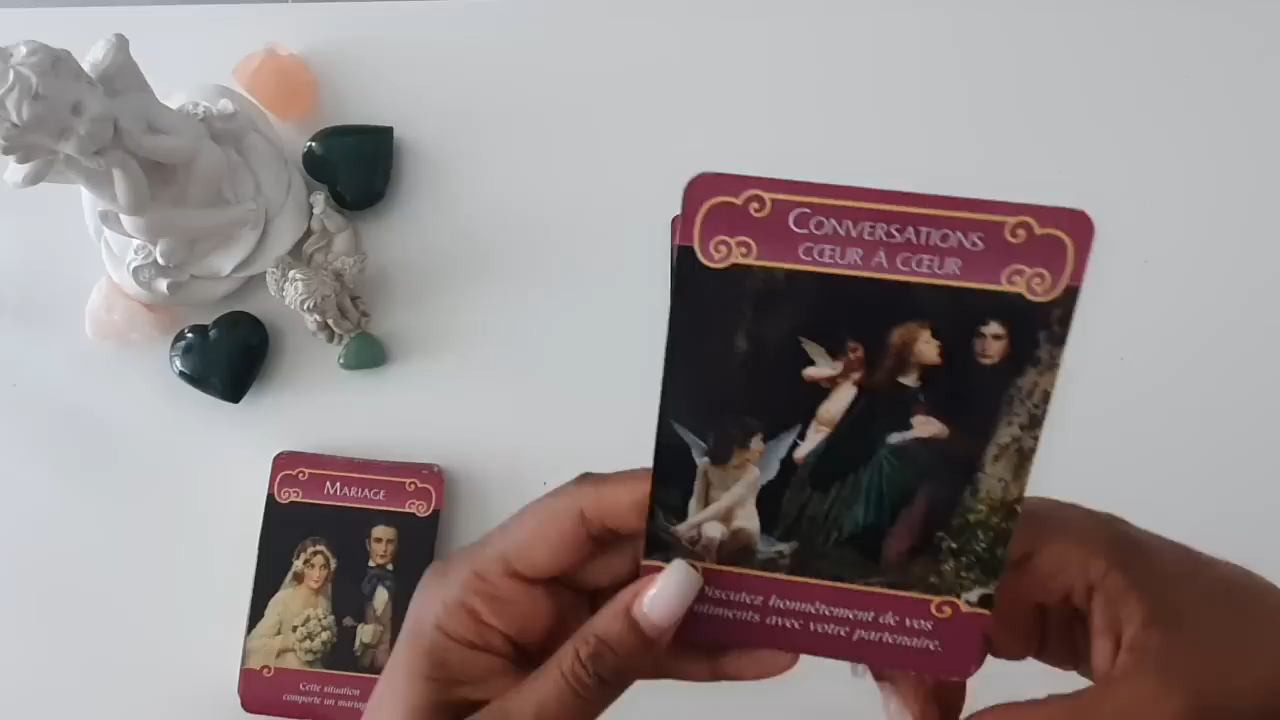 CONVERSATIONS
CŒUR À CŒUR
Discutez honnêtement de vos
sentiments avec votre partenaire.
MARIAGE
Cette situation
comporte un mariage